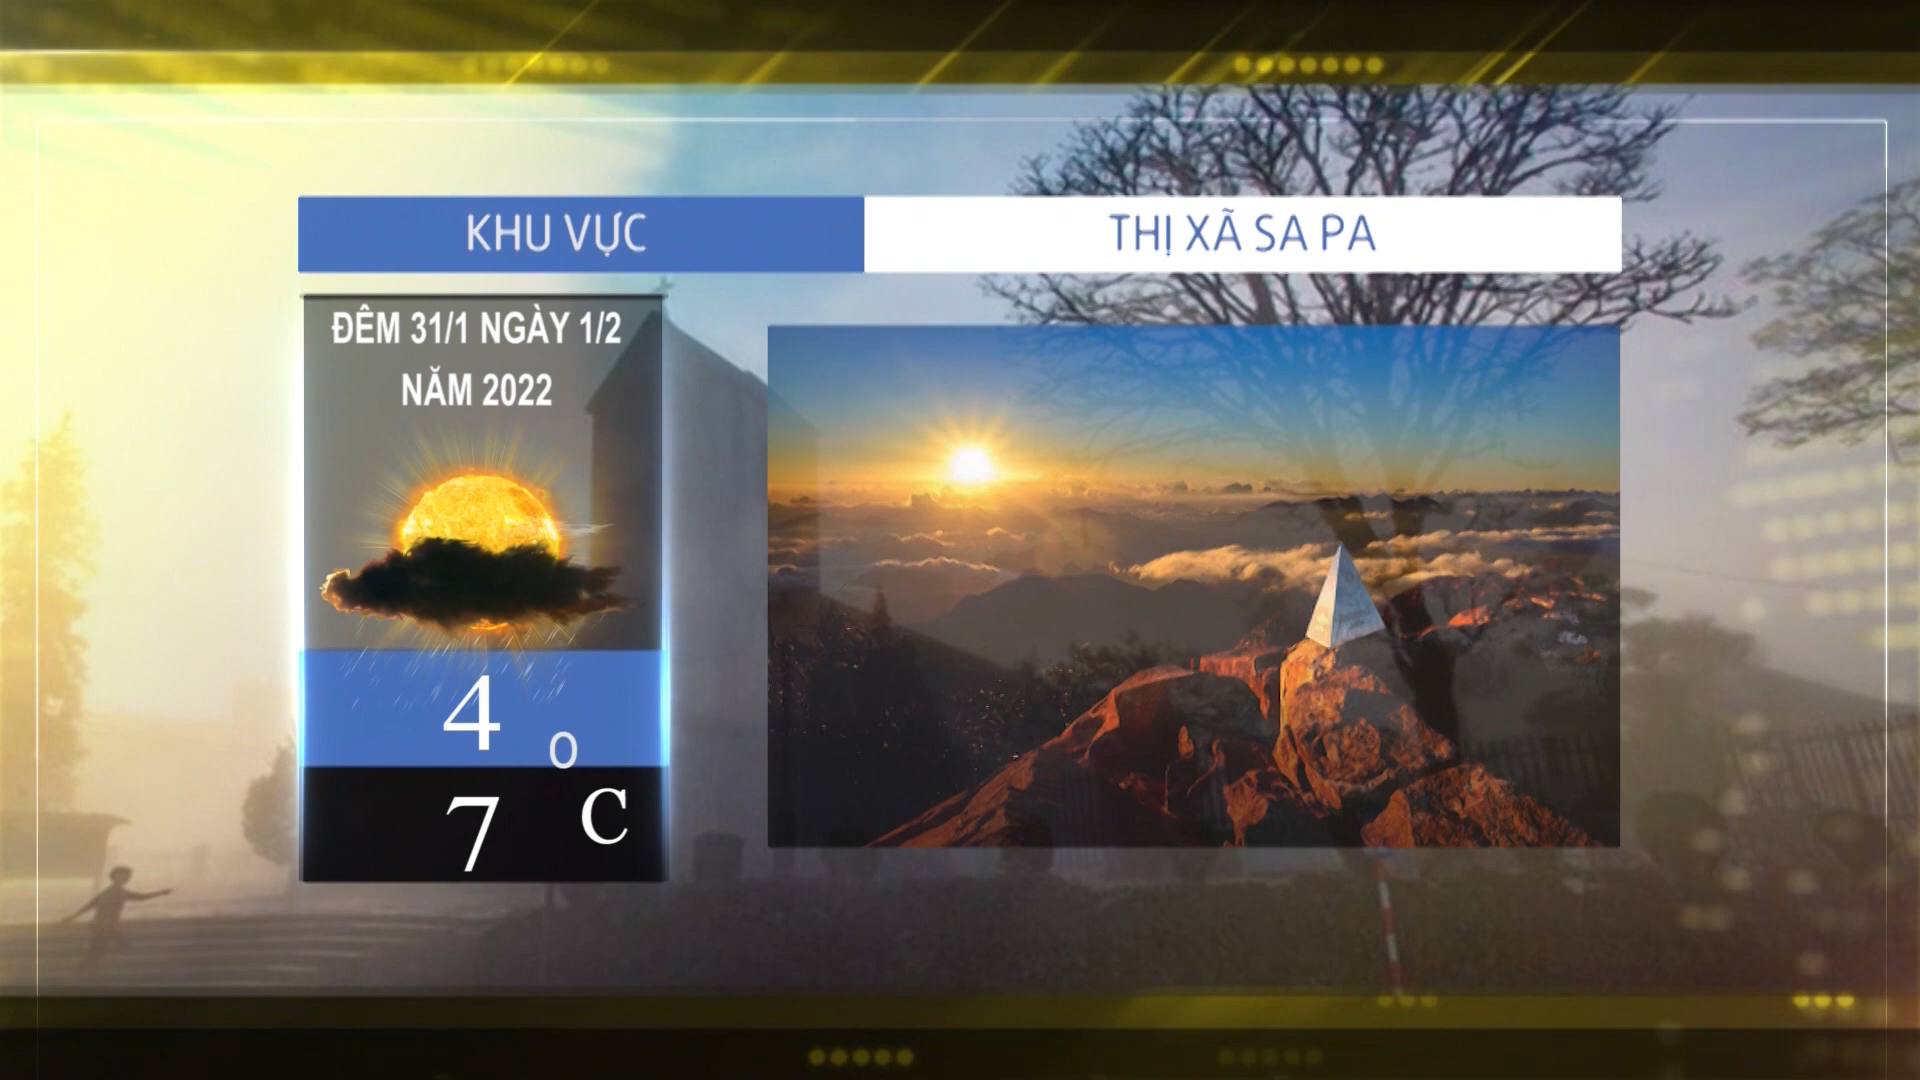 KHU VỰC
THỊ XÃ SA PA
ĐÊM 31/1 NGÀY 1/2
NĂM 2022
4
o
7
C